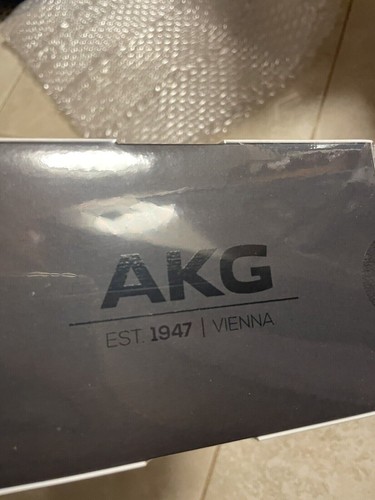 AKG
EST. 1947 | VIENNA